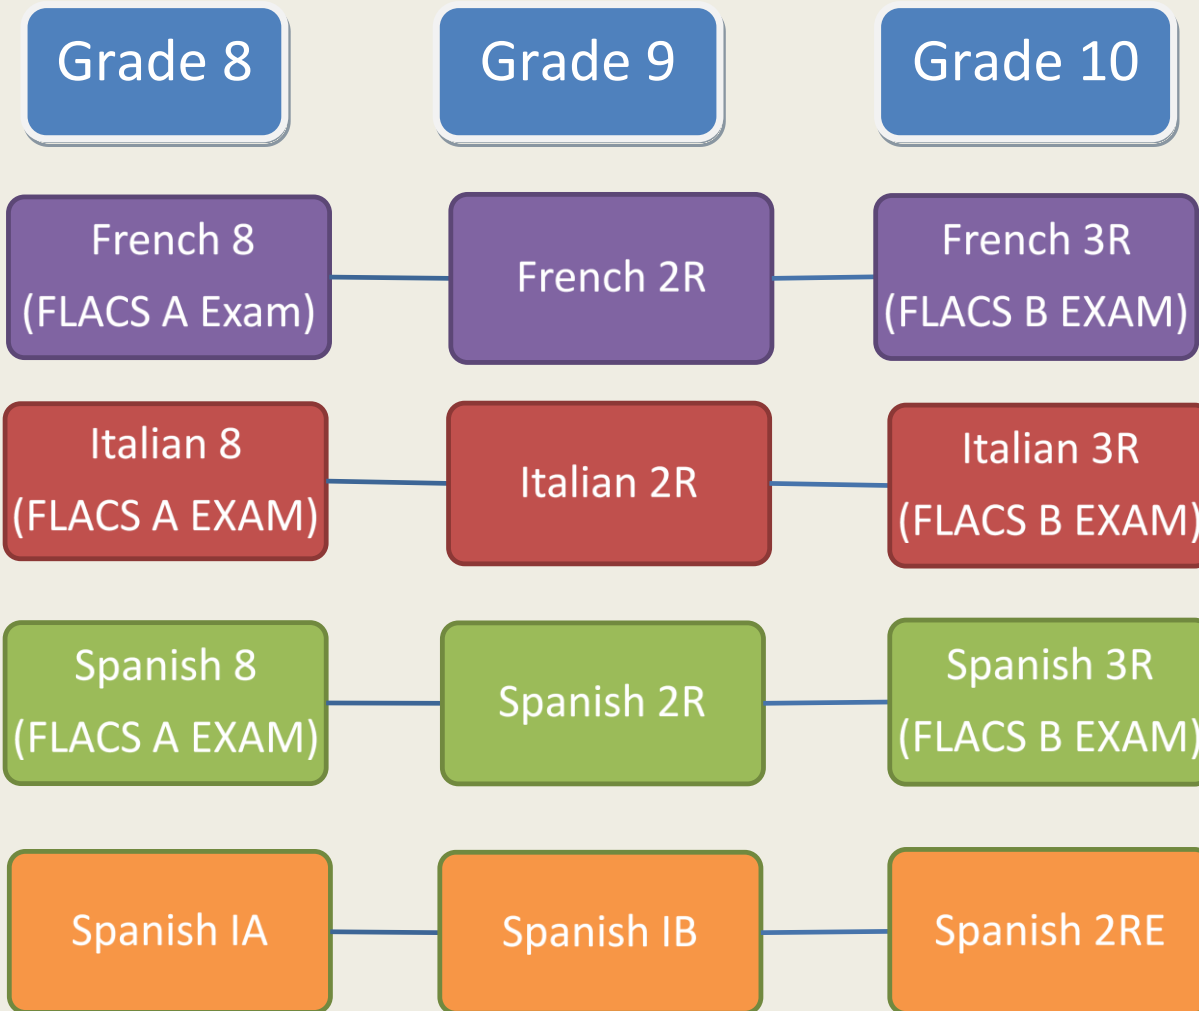 Grade 8
Grade 9
Grade 10
French 8
(FLACS A Exam)
French 2R
French 3R
(FLACS B EXAM)
Italian 8
(FLACS A EXAM)
Italian 2R
Italian 3R
(FLACS B EXAM)
Spanish 8
(FLACS A EXAM)
Spanish 2R
Spanish 3R
(FLACS B EXAM)
Spanish IA
Spanish IB
Spanish 2RE